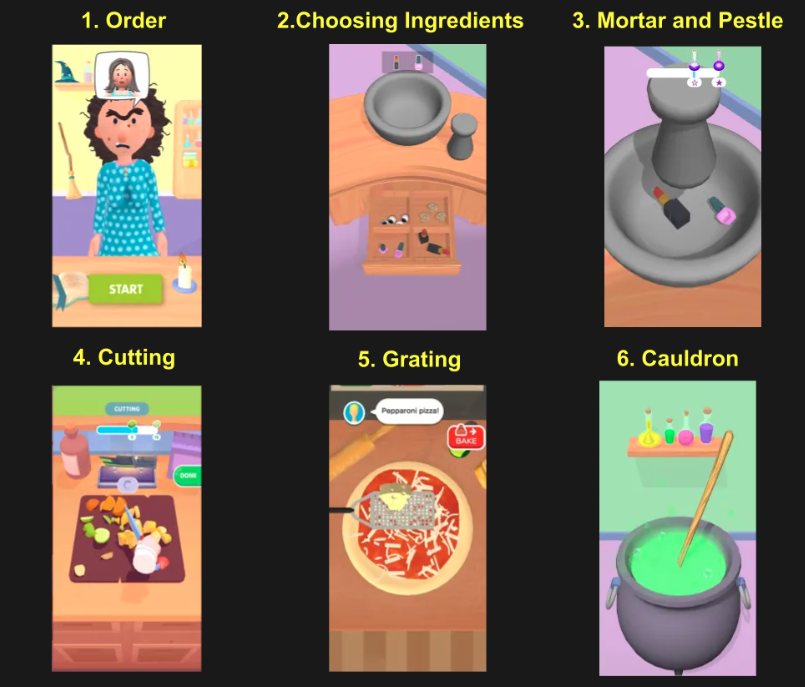 1. Order
2.Choosing Ingredients
3. Mortar and Pestle
START
4. Cutting
5. Grating
6. Cauldron
CUTTING
DONE
C
Pepparoni pizza!
BAKE